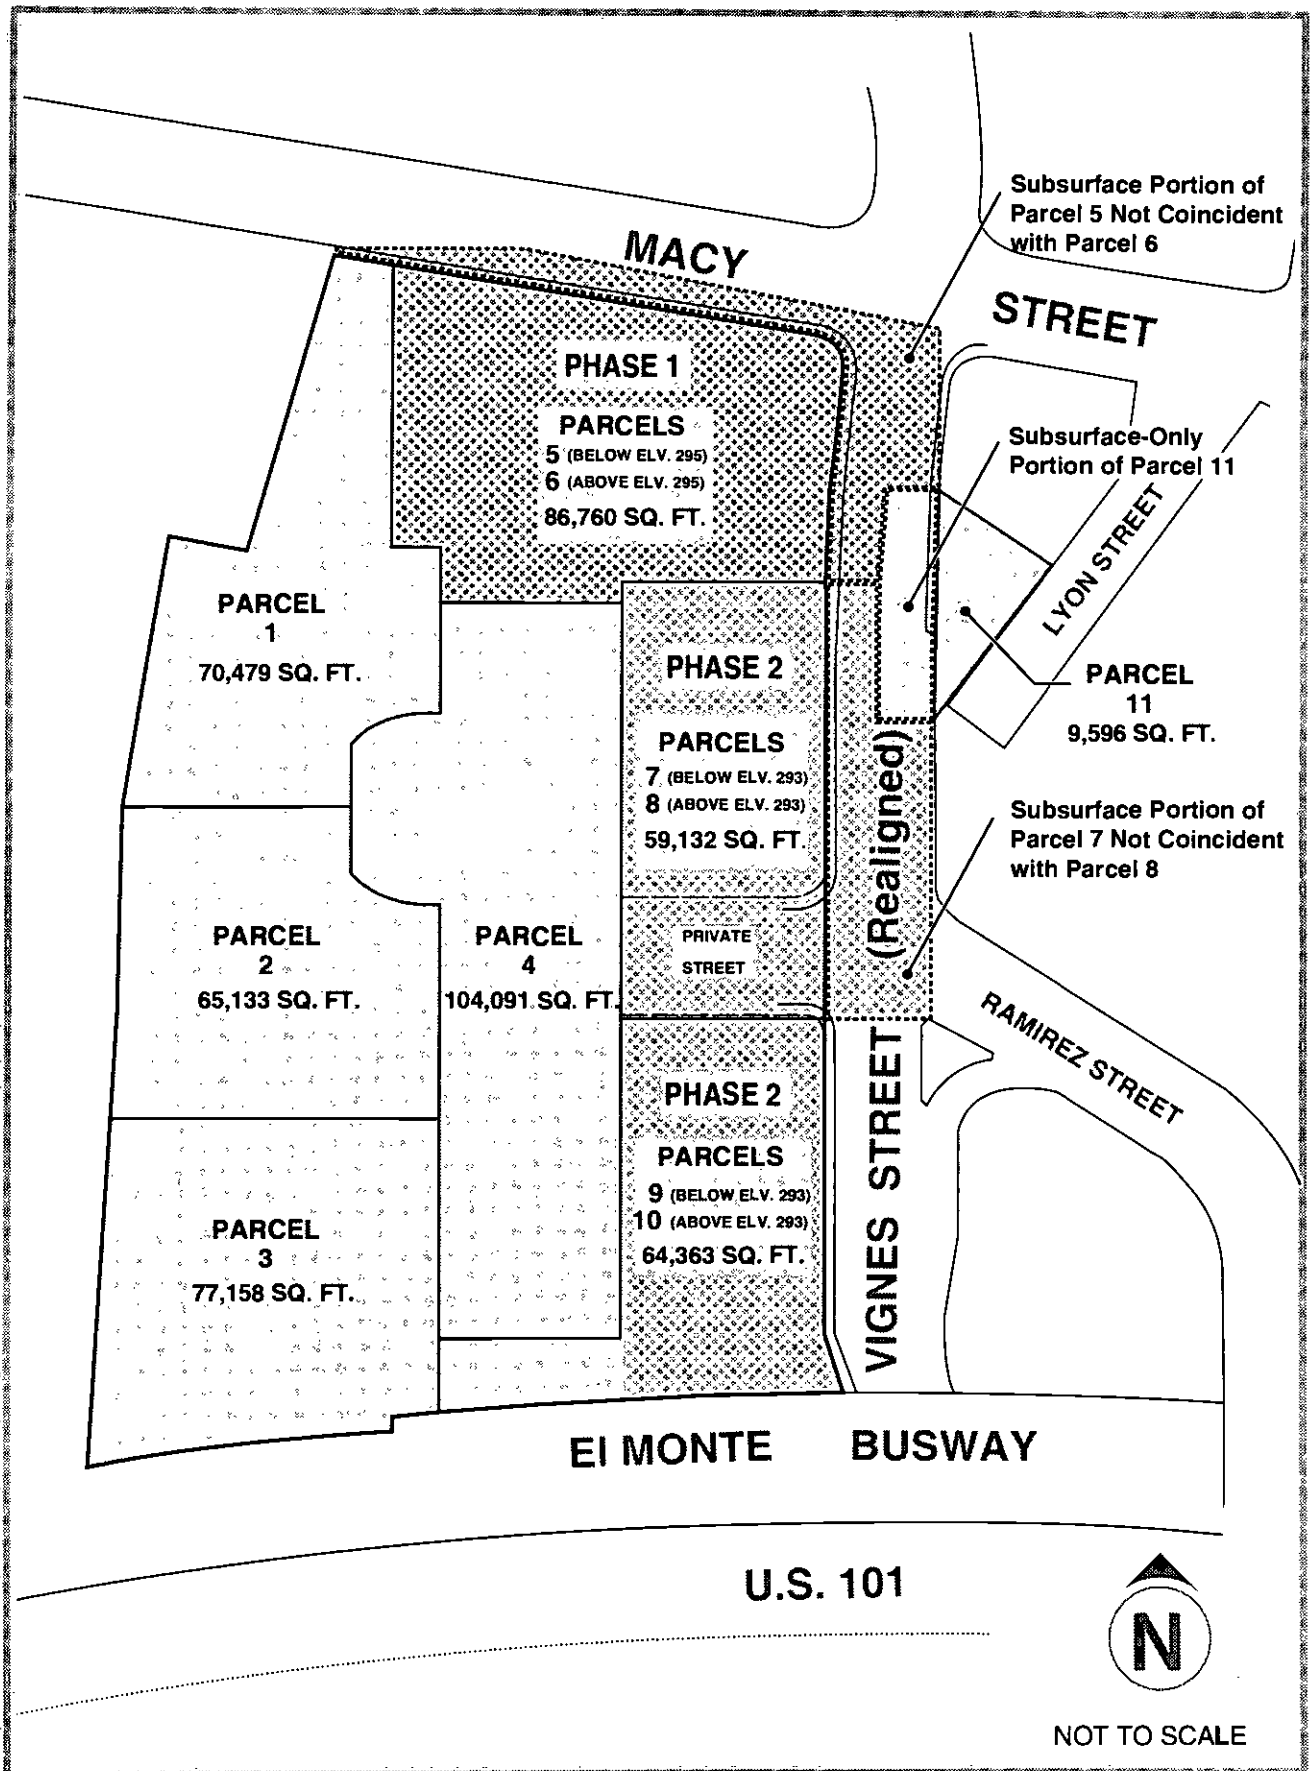 Subsurface Portion of
Parcel 5 Not Coincident
with Parcel 6
MACY
STREET
PHASE 1
PARCELS
5 (BELOW ELV. 295)
6 (ABOVE ELV. 295)
86,760 SQ. FT.
Subsurface-Only
Portion of Parcel 11
LYON STREET
PARCEL
1
70,479 SQ. FT.
PHASE 2
PARCELS
7 (BELOW ELV. 293)
8 (ABOVE ELV. 293)
59,132 SQ. FT.
PARCEL
11
9,596 SQ. FT.
(Realigned)
Subsurface Portion of
Parcel 7 Not Coincident
with Parcel 8
PARCEL
2
65,133 SQ. FT.
PARCEL
4
104,091 SQ. FT.
PRIVATE
STREET
RAMIREZ STREET
VIGNES STREET
PHASE 2
PARCELS
9 (BELOW ELV. 293)
10 (ABOVE ELV. 293)
64,363 SQ. FT.
PARCEL
3
77,158 SQ. FT.
El MONTE BUSWAY
U.S. 101
N
NOT TO SCALE